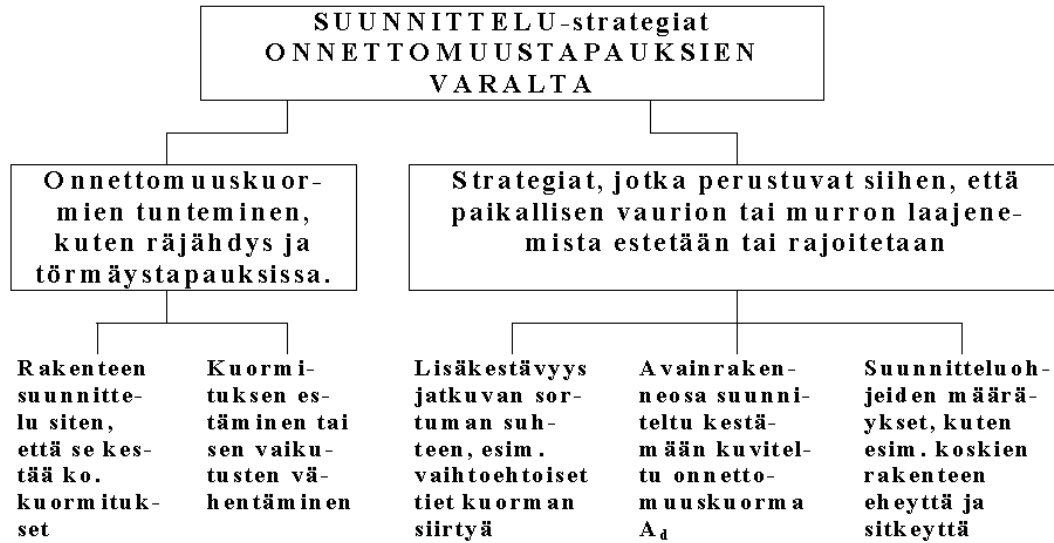 SUUNNITTELU-strategiat
ONNETTOMUUSTAPAUKSIEN
VARALTA
Onnettomuuskuor-
mien tunteminen,
kuten räjähdys ja
törmäystapauksissa.
Strategiat, jotka perustuvat siihen, että
paikallisen vaurion tai murron laajene-
mista estetään tai rajoitetaan
Rakenteen
suunnitte-
lu siten,
että se kes-
tää ko.
kuormituk-
set
Kuormi-
tuksen es-
täminen tai
sen vaiku-
tusten vä-
hentäminen
Lisäkestävyys
jatkuvan sor-
tuman suh-
teen, esim.
vaihtoehtoiset
tiet kuorman
siirtyä
Avainraken-
neosa suunni-
teltu kestä-
mään kuvitel-
tu onnetto-
muuskuorma
A_d
Suunnitteluoh-
jeiden määrä-
ykset, kuten
esim. koskien
rakenteen
eheyttä ja
sitkeyttä